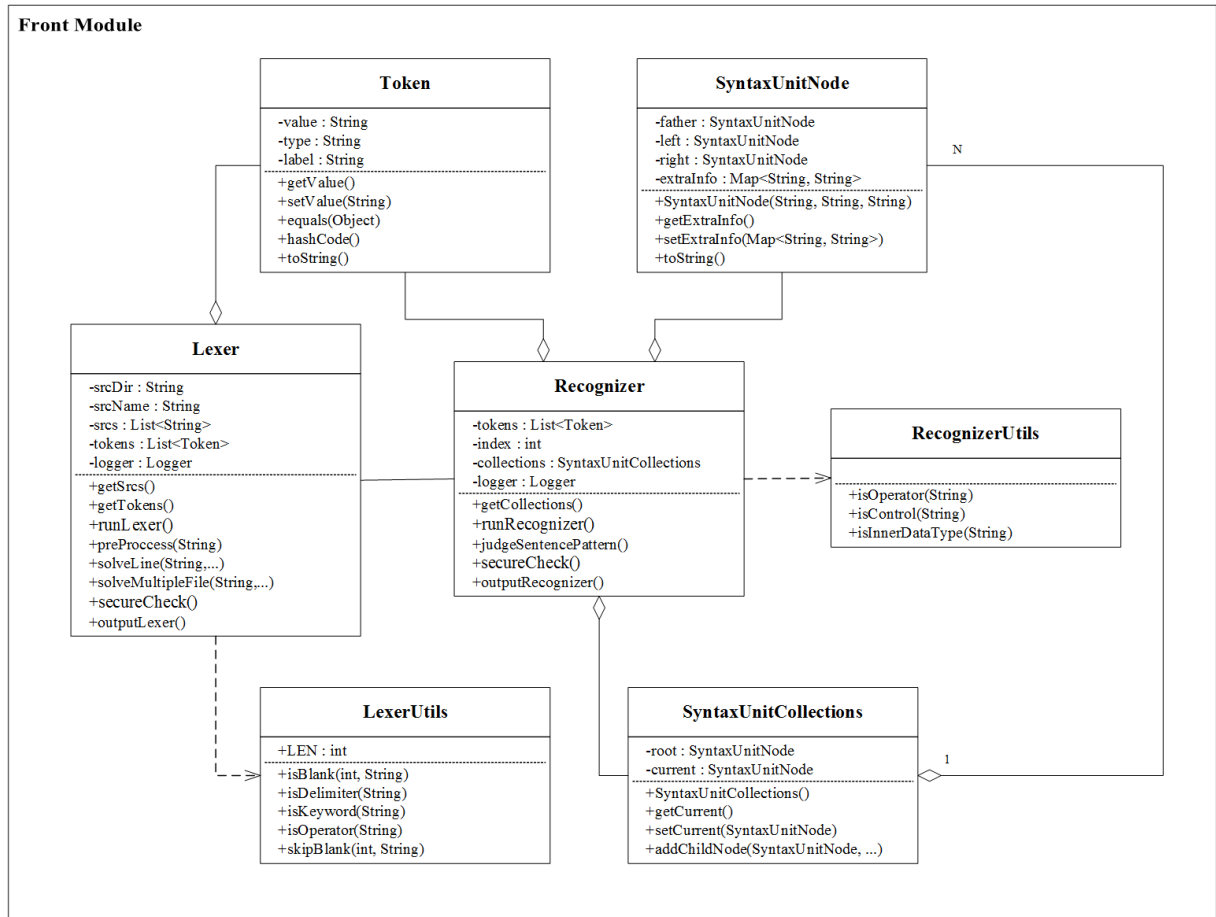 Front Module
Token
-value : String
-type : String
-label : String
+getValue()
+setValue(String)
+equals(Object)
+hashCode()
+toString()
SyntaxUnitNode
-father : SyntaxUnitNode
-left : SyntaxUnitNode
-right : SyntaxUnitNode
-extraInfo : Map<String, String>
+SyntaxUnitNode(String, String, String)
+getExtraInfo()
+setExtraInfo(Map<String, String>)
+toString()
N
Lexer
-srcDir : String
-srcName : String
-srcs : List<String>
-tokens : List<Token>
-logger : Logger
+getSrcs()
+getTokens()
+runLexer()
+preProccess(String)
+solveLine(String,...)
+solveMultipleFile(String,...)
+secureCheck()
+outputLexer()
Recognizer
-tokens : List<Token>
-index : int
-collections : SyntaxUnitCollections
-logger : Logger
+getCollections()
+runRecognizer()
+judgeSentencePattern()
+secureCheck()
+outputRecognizer()
RecognizerUtils
+isOperator(String)
+isControl(String)
+isInnerDataType(String)
LexerUtils
+LEN : int
+isBlank(int, String)
+isDelimiter(String)
+isKeyword(String)
+isOperator(String)
+skipBlank(int, String)
SyntaxUnitCollections
-root : SyntaxUnitNode
-current : SyntaxUnitNode
+SyntaxUnitCollections()
+getCurrent()
+setCurrent(SyntaxUnitNode)
+addChildNode(SyntaxUnitNode, ...)
1